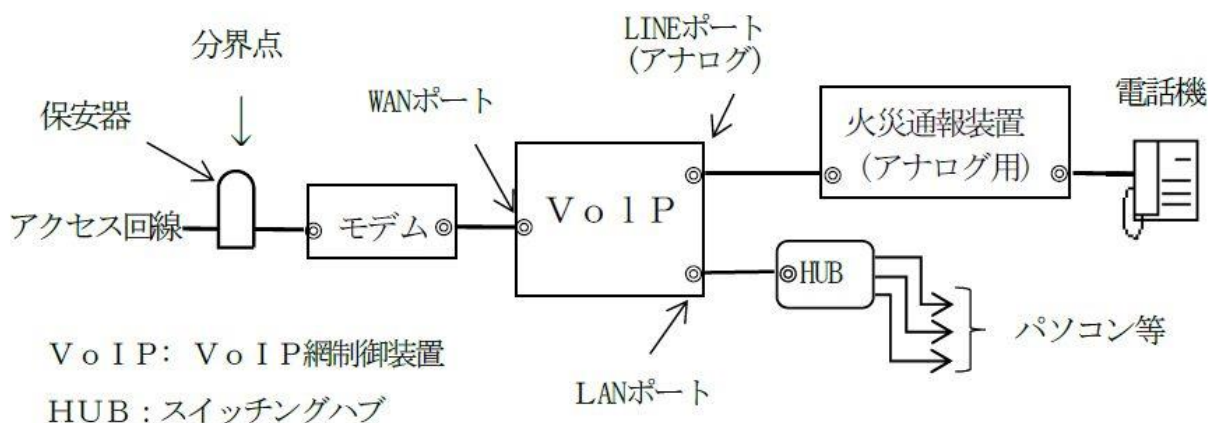 分界点
保安器
アクセス回線
モデム
WANポート
VolP
LINEポート
(アナログ)
火災通報装置
(アナログ用)
電話機
HUB
パソコン等
LANポート
VoIP: VoIP網制御装置
HUB:スイッチングハブ